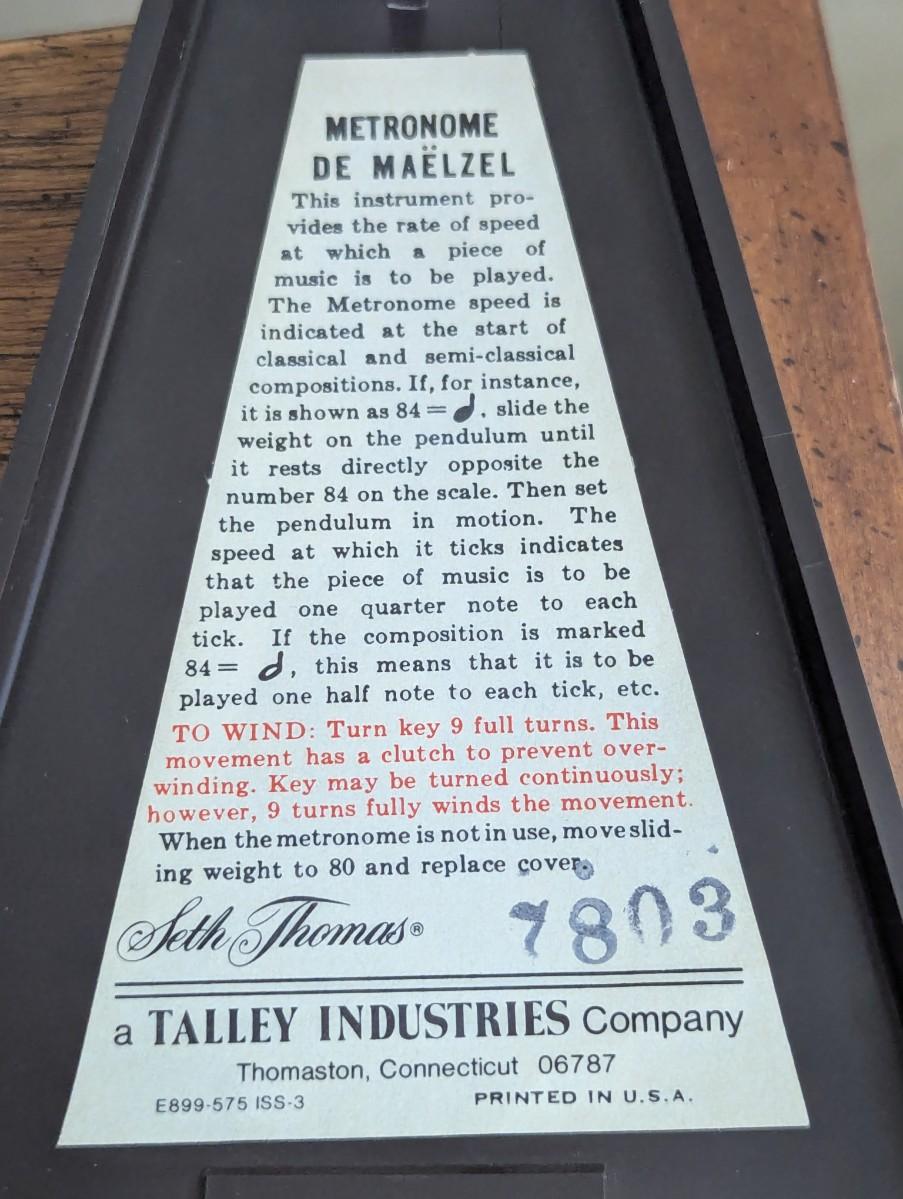 METRONOME
DE MAËLZEL
This instrument pro-
vides the rate of speed
at which a piece of
music is to be played.
The Metronome speed is
indicated at the start of
classical and semi-classical
compositions. If, for instance,
it is shown as 84 = ♩, slide the
weight on the pendulum until
it rests directly opposite the
number 84 on the scale. Then set
the pendulum in motion. The
speed at which it ticks indicates
that the piece of music is to be
played one quarter note to each
tick. If the composition is marked
84 = 𝅗𝅥, this means that it is to be
played one half note to each tick, etc.
TO WIND: Turn key 9 full turns. This
movement has a clutch to prevent over-
winding. Key may be turned continuously;
however, 9 turns fully winds the movement.
When the metronome is not in use, move slid-
ing weight to 80 and replace cover.
Seth Thomas® 7803
a TALLEY INDUSTRIES Company
Thomaston, Connecticut 06787
E899-575 ISS-3 PRINTED IN U.S.A.